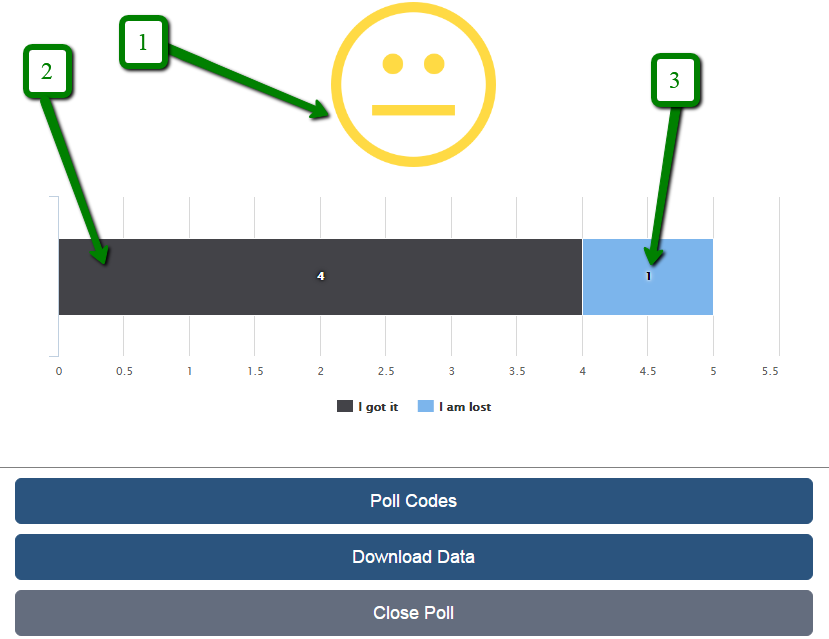 1
2
3
4 1
0 0.5 1 1.5 2 2.5 3 3.5 4 4.5 5 5.5
I got it I am lost
Poll Codes
Download Data
Close Poll